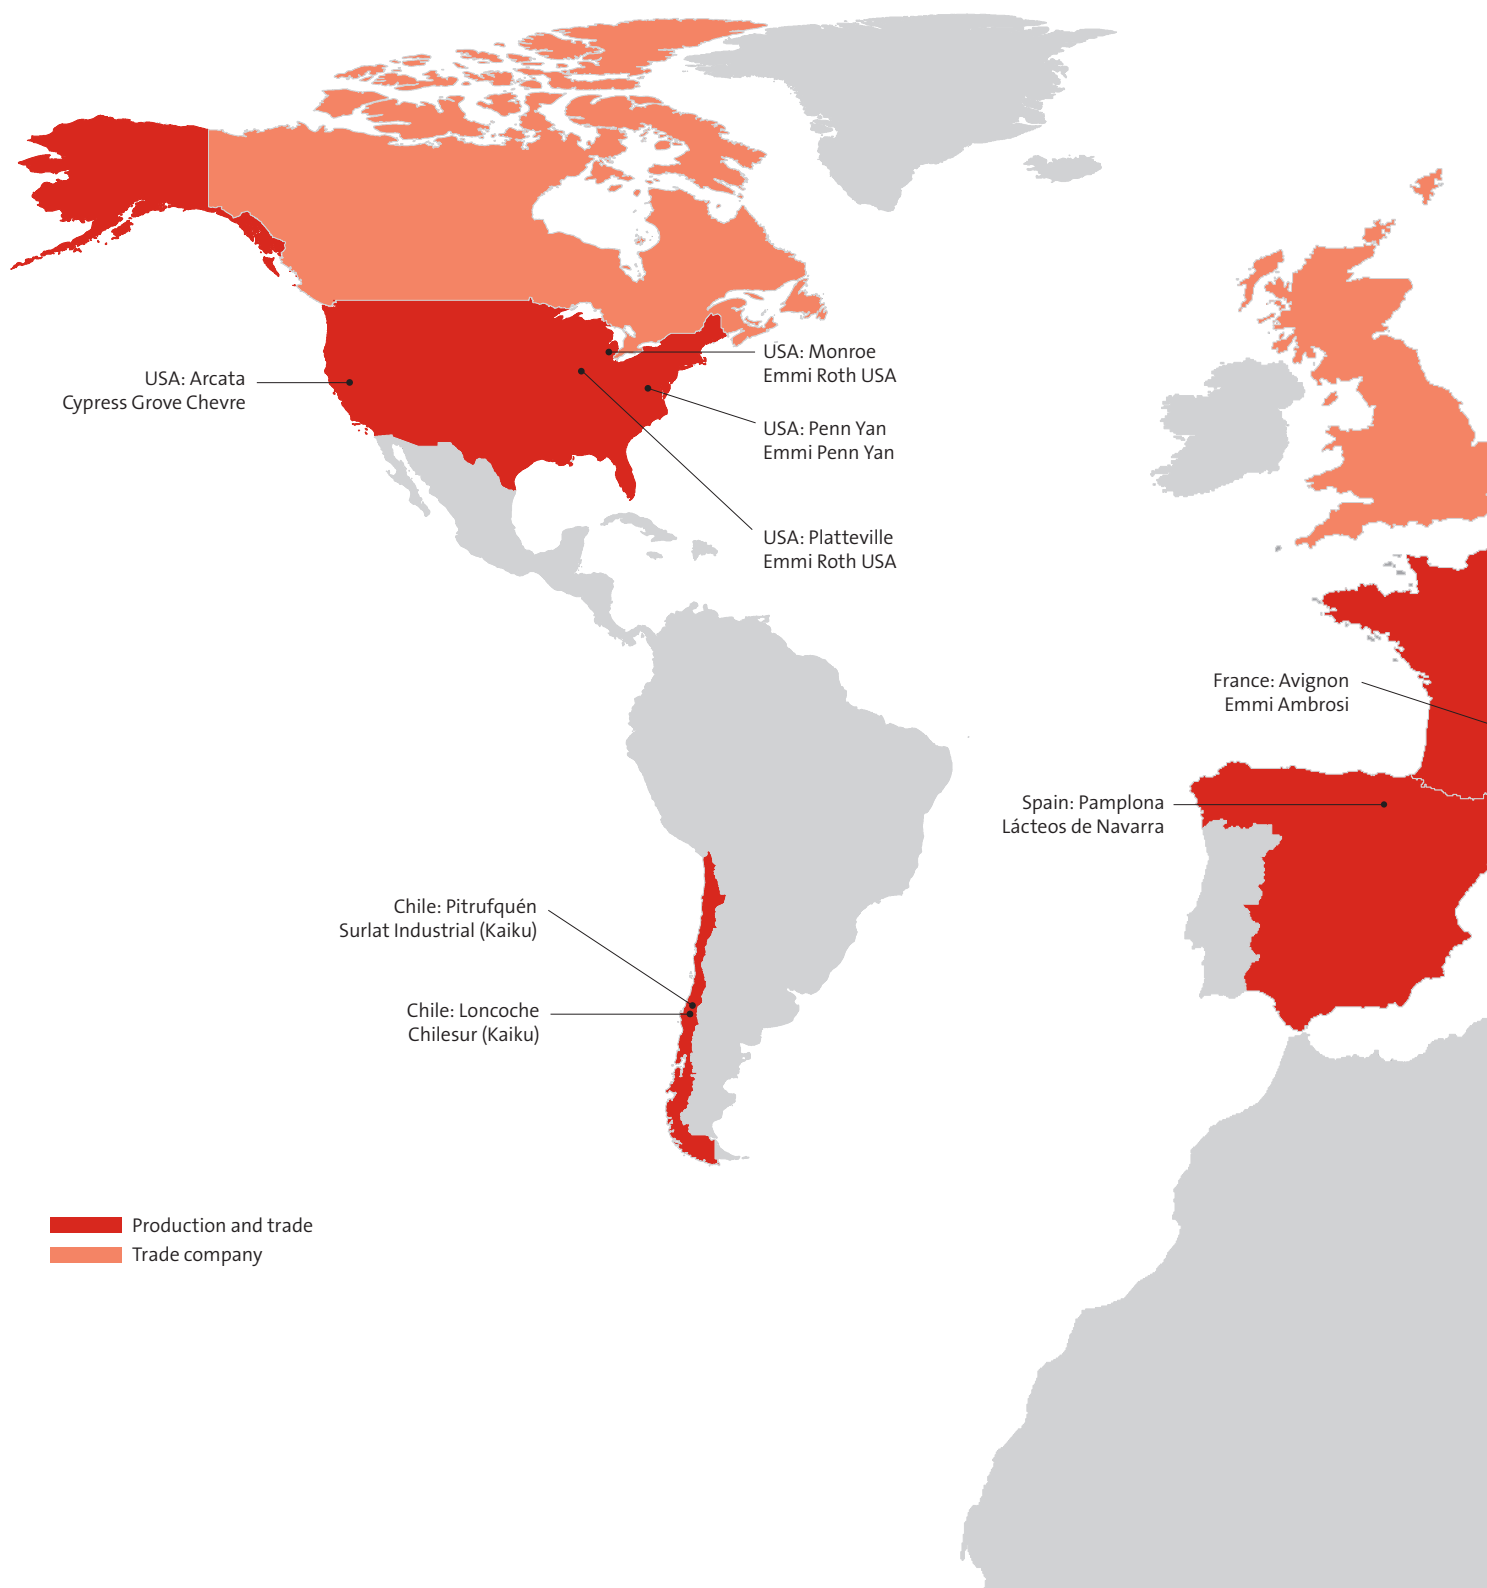 USA: Monroe
Emmi Roth USA
USA: Arcata
Cypress Grove Chevre
USA: Penn Yan
Emmi Penn Yan
USA: Platteville
Emmi Roth USA
France: Avignon
Emmi Ambrosi
Spain: Pamplona
Lácteos de Navarra
Chile: Pitrufquén
Surlat Industrial (Kaiku)
Chile: Loncoche
Chilesur (Kaiku)
Production and trade
Trade company